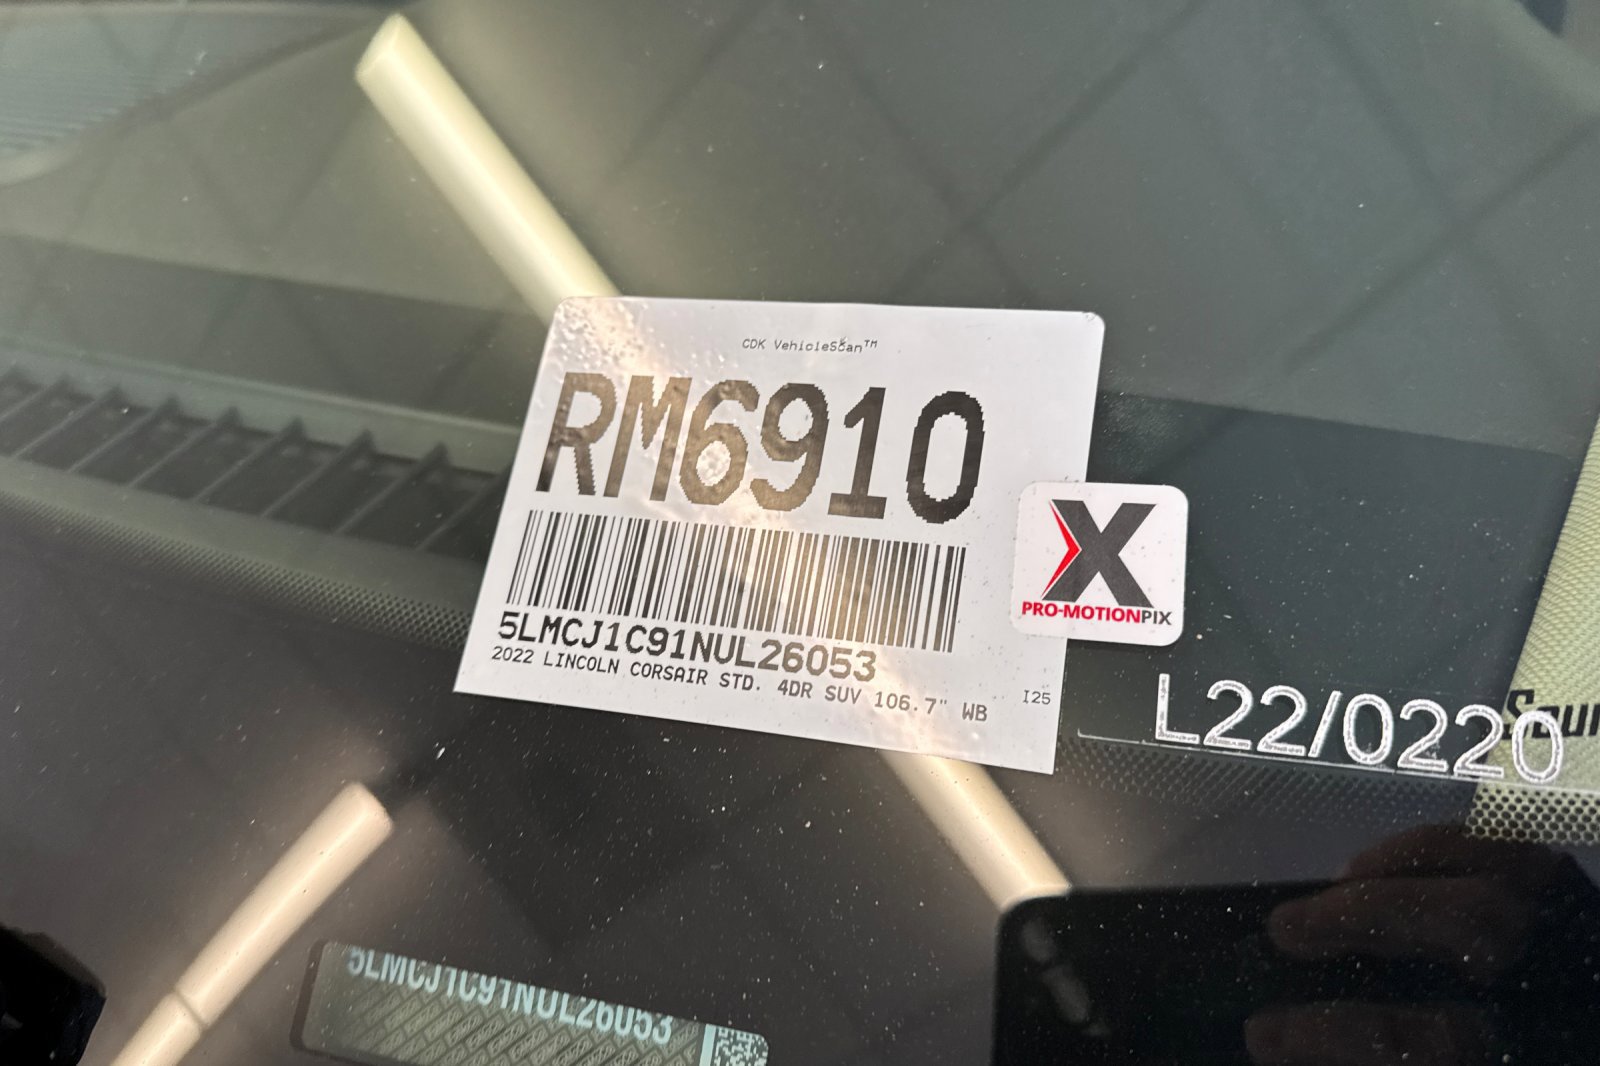 CDK VehicleScan™
RM6910
5LMCJ1C91NUL26053
2022 LINCOLN CORSAIR STD. 4DR SUV 106.7" WB
I25
X
PRO-MOTIONPIX
L22/0220
5LMCJ1C91NUL26053